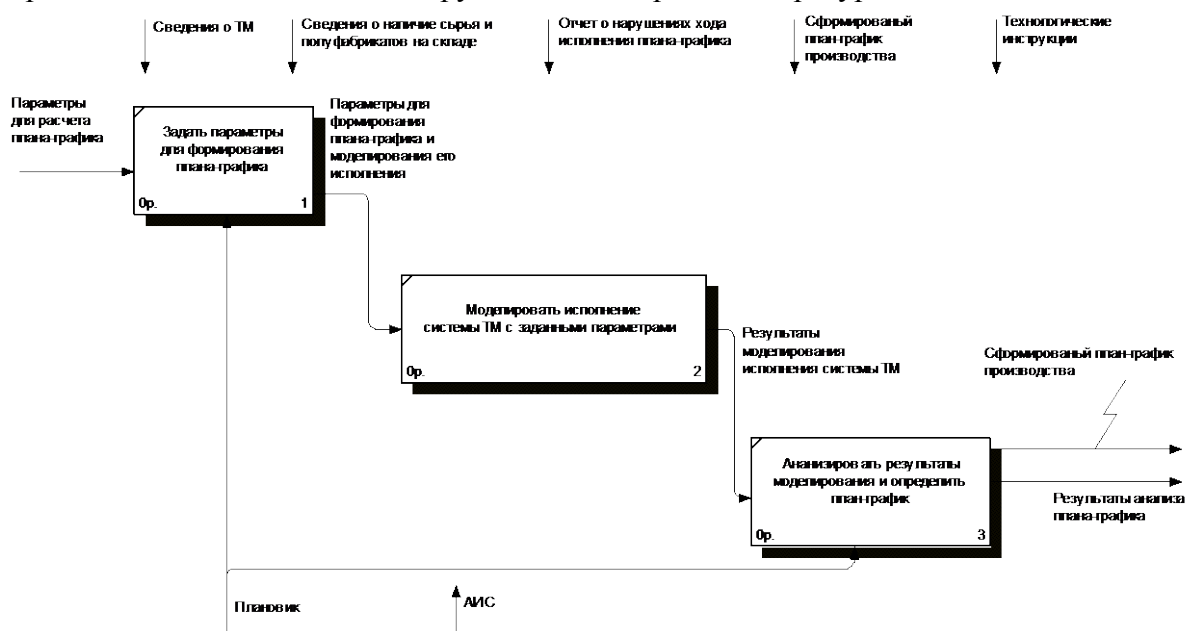 Сведения о ТМ
Сведения о наличие сырья и
полуфабрикатов на складе
Отчет о нарушениях хода
исполнения плана-графика
Сформированый
план-график
производства
Технологические
инструкции
Параметры
для расчета
плана-графика
Задать параметры
для формирования
плана-графика
0р.
1
Параметры для
формирования
плана-графика и
моделирования его
исполнения
Моделировать исполнение
системы ТМ с заданными параметрами
0р.
2
Результаты
моделирования
исполнения системы ТМ
Сформированый план-график
производства
Анализировать результаты
моделирования и определить
план-график
0р.
3
Результаты анализа
плана-графика
Плановик
АИС